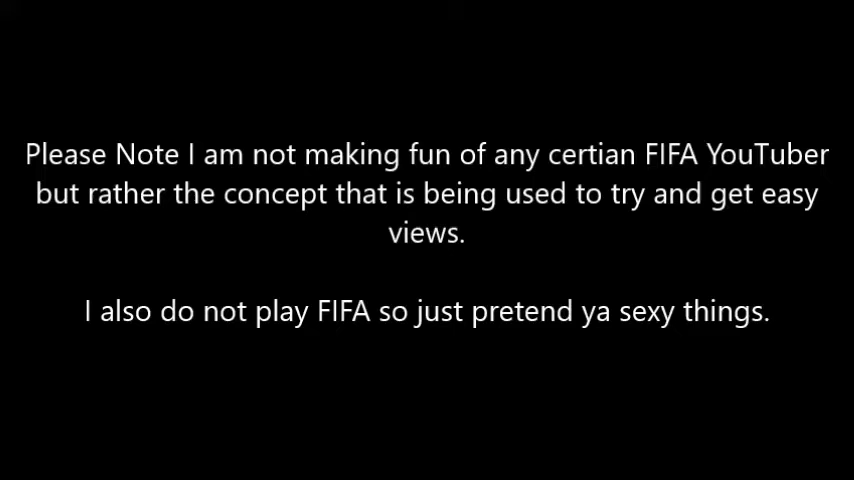 Please Note I am not making fun of any certian FIFA YouTuber
but rather the concept that is being used to try and get easy
views.
I also do not play FIFA so just pretend ya sexy things.